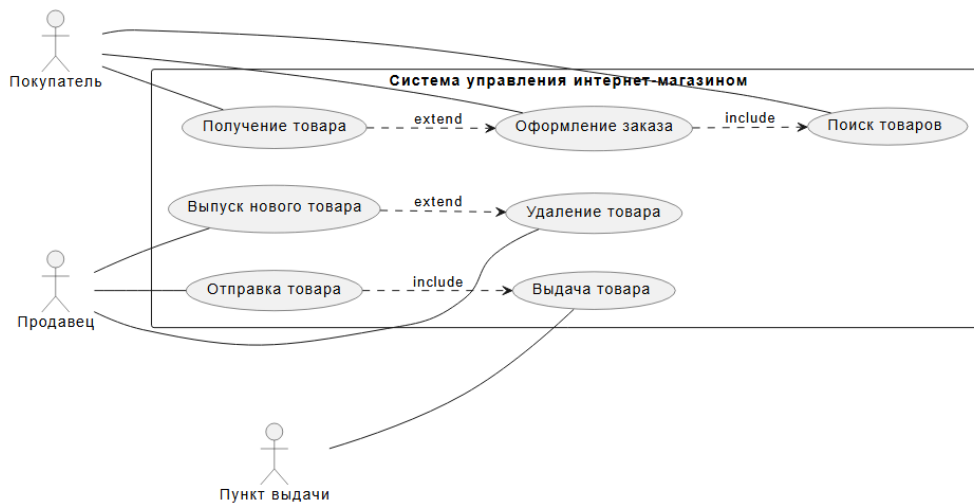 Покупатель
Система управления интернет-магазином
Получение товара
extend
Оформление заказа
include
Поиск товаров
Выпуск нового товара
extend
Удаление товара
Продавец
Отправка товара
include
Выдача товара
Пункт выдачи